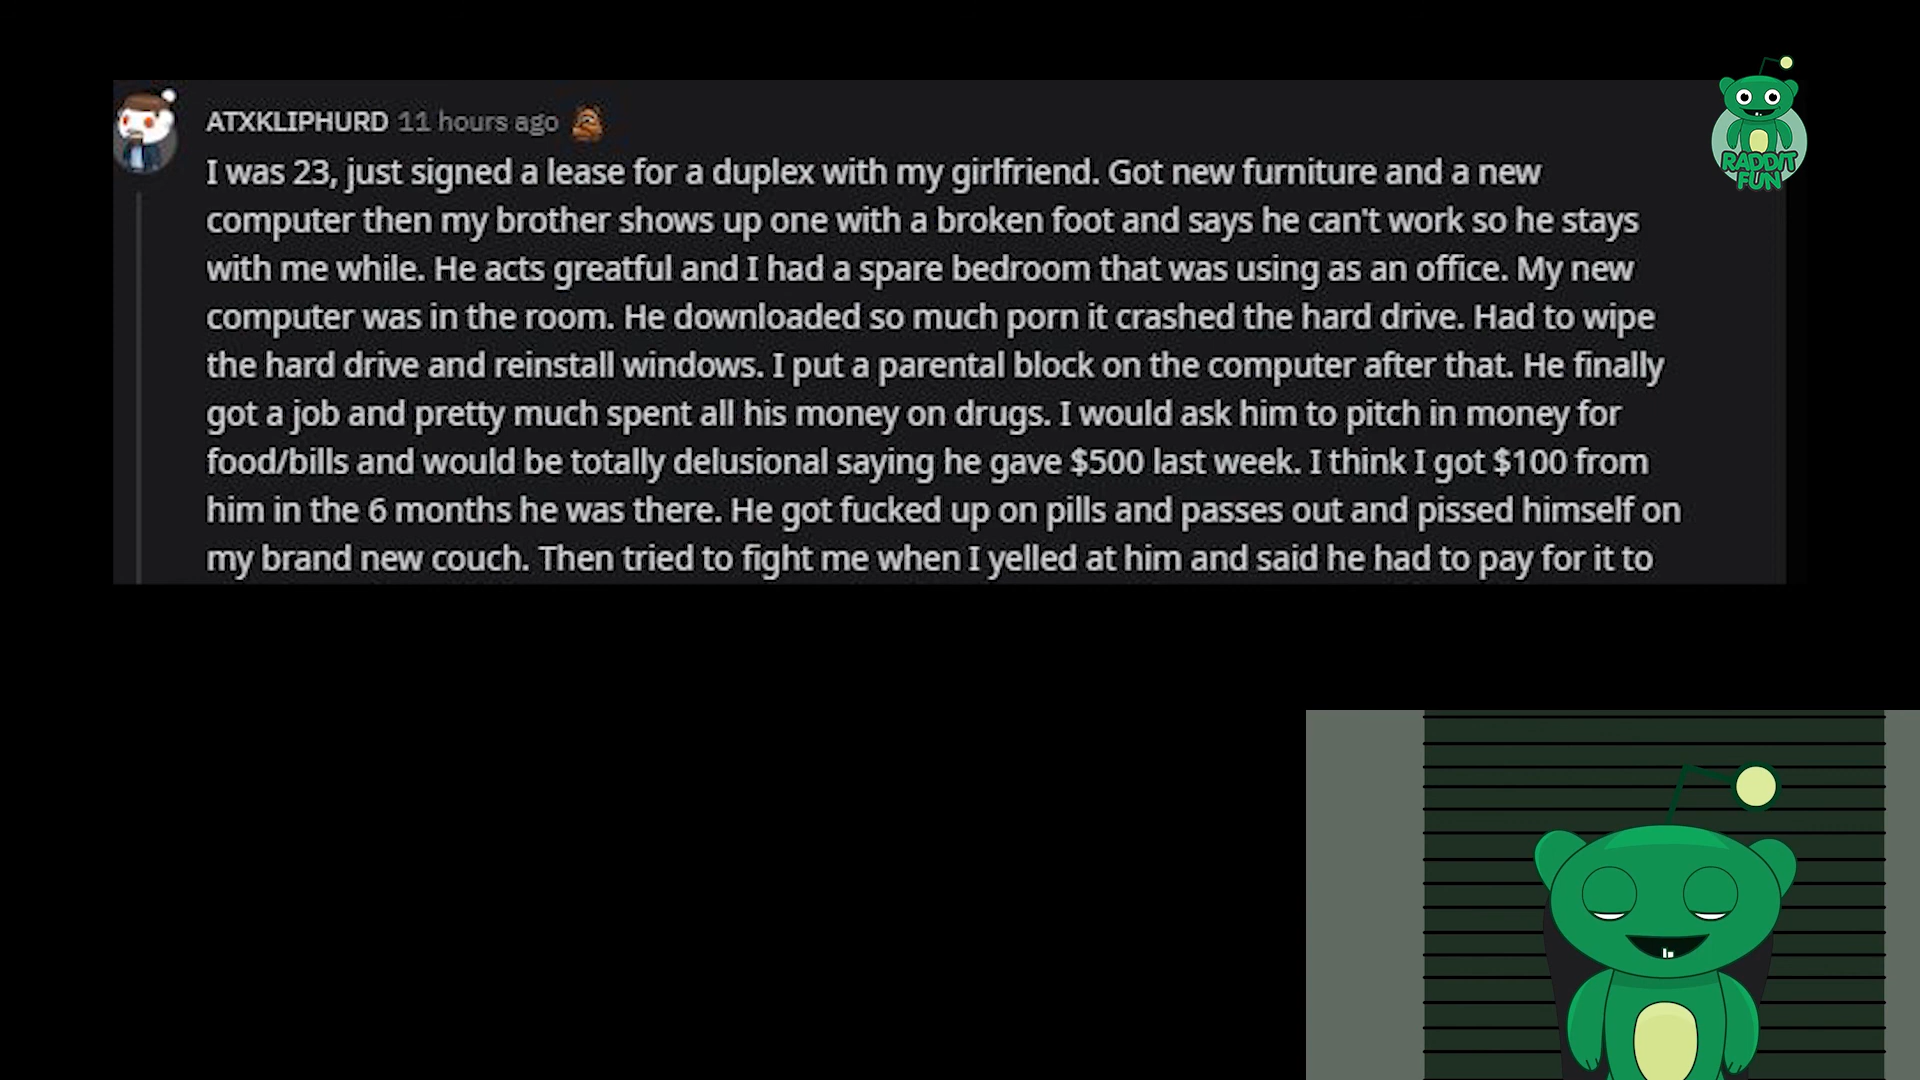 ATXKLIPHURD 11 hours ago
I was 23, just signed a lease for a duplex with my girlfriend. Got new furniture and a new
computer then my brother shows up one with a broken foot and says he can't work so he stays
with me while. He acts greatful and I had a spare bedroom that was using as an office. My new
computer was in the room. He downloaded so much porn it crashed the hard drive. Had to wipe
the hard drive and reinstall windows. I put a parental block on the computer after that. He finally
got a job and pretty much spent all his money on drugs. I would ask him to pitch in money for
food/bills and would be totally delusional saying he gave $500 last week. I think I got $100 from
him in the 6 months he was there. He got fucked up on pills and passes out and pissed himself on
my brand new couch. Then tried to fight me when I yelled at him and said he had to pay for it to
RADDIT
FUN